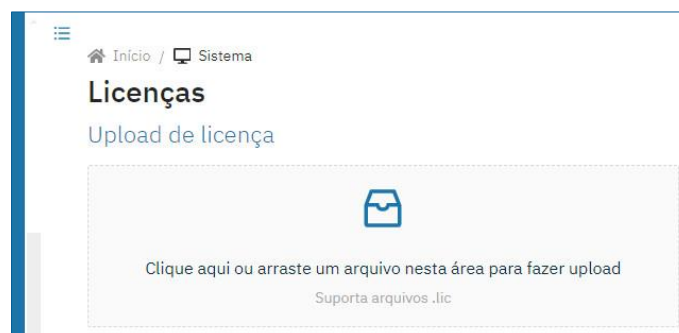 Início / Sistema
Licenças
Upload de licença
Clique aqui ou arraste um arquivo nesta área para fazer upload
Suporta arquivos .lic